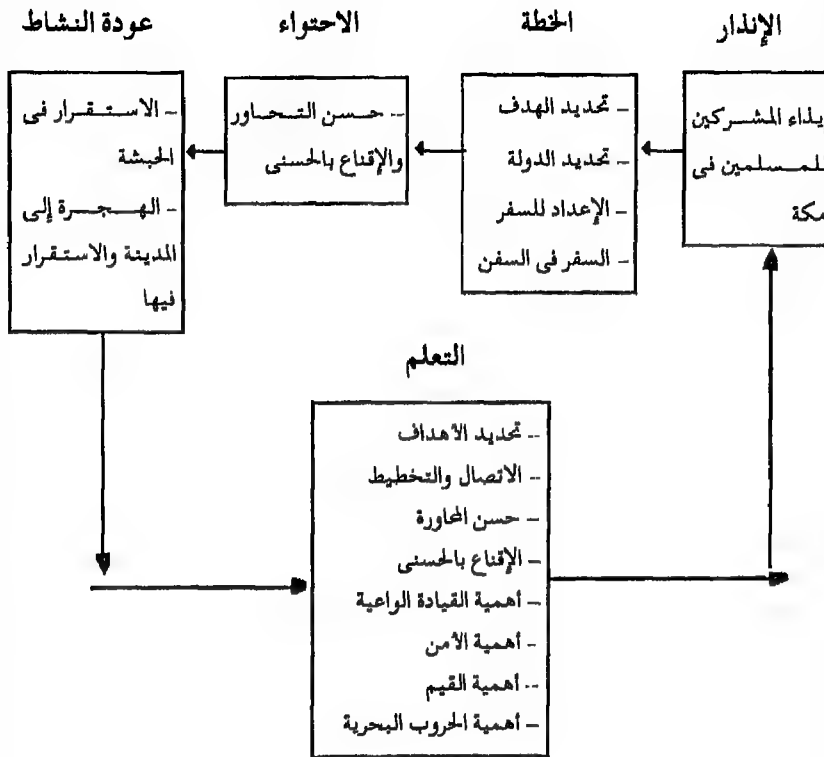 الإنذار
الخطة
الاحتواء
عودة النشاط
يذاء المشركين
لمسلمين فى
مكة
– تحديد الهدف
– تحديد الدولة
– الإعداد للسفر
– السفر فى السفن
-- حسن التحاور
والإقناع بالحسنى
– الاستقرار فى
الحبشة
– الهجرة إلى
المدينة والاستقرار
فيها
التعلم
-- تحديد الأهداف
– الاتصال والتخطيط
– حسن المحاورة
– الإقناع بالحسنى
– أهمية القيادة الواعية
– أهمية الأمن
-- أهمية القيم
– أهمية الحروب البحرية